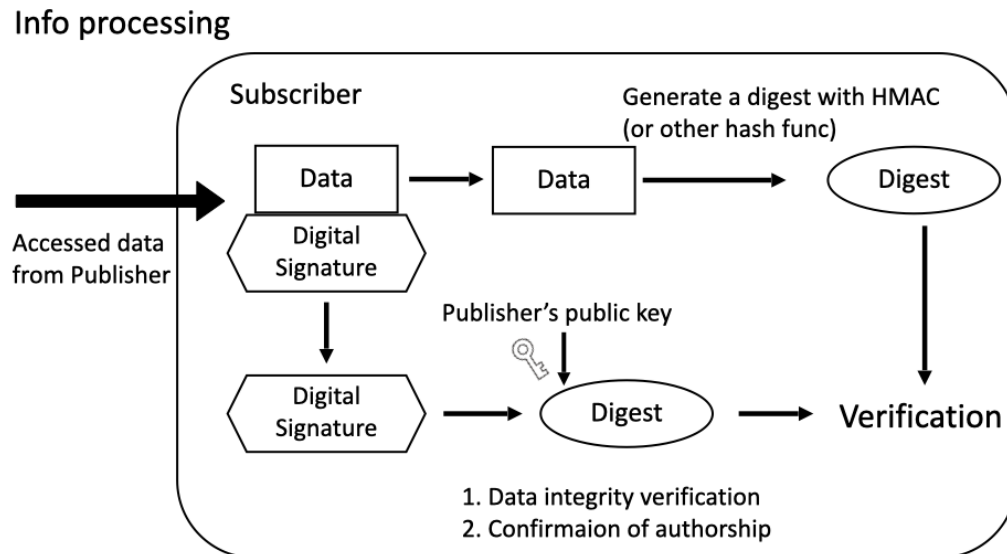 Info processing
Subscriber
Generate a digest with HMAC
(or other hash func)
Data
Data
Digest
Accessed data
from Publisher
Digital
Signature
Publisher’s public key
Digital
Signature
Digest
Verification
1. Data integrity verification
2. Confirmaion of authorship